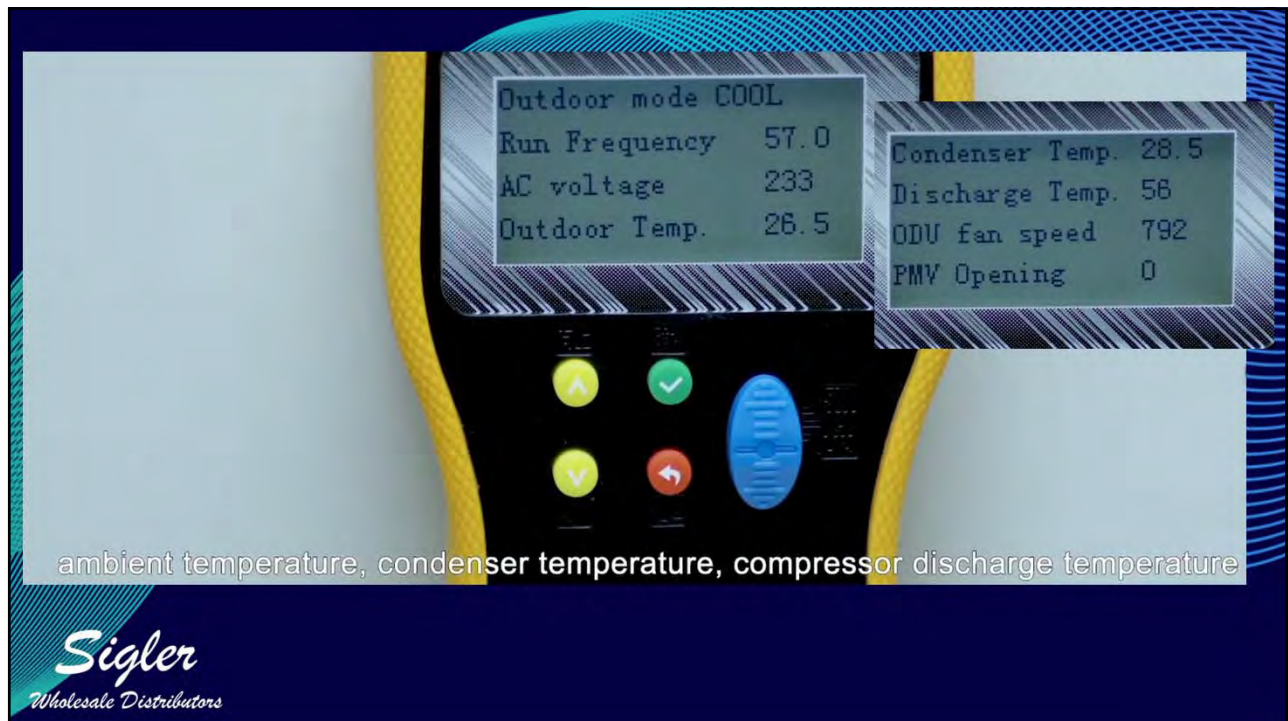 Outdoor mode COOL
Run Frequency 57.0
AC voltage 233
Outdoor Temp. 26.5
Condenser Temp. 28.5
Discharge Temp. 56
ODU fan speed 792
PMV Opening 0
ambient temperature, condenser temperature, compressor discharge temperature
Sigler
Wholesale Distributors